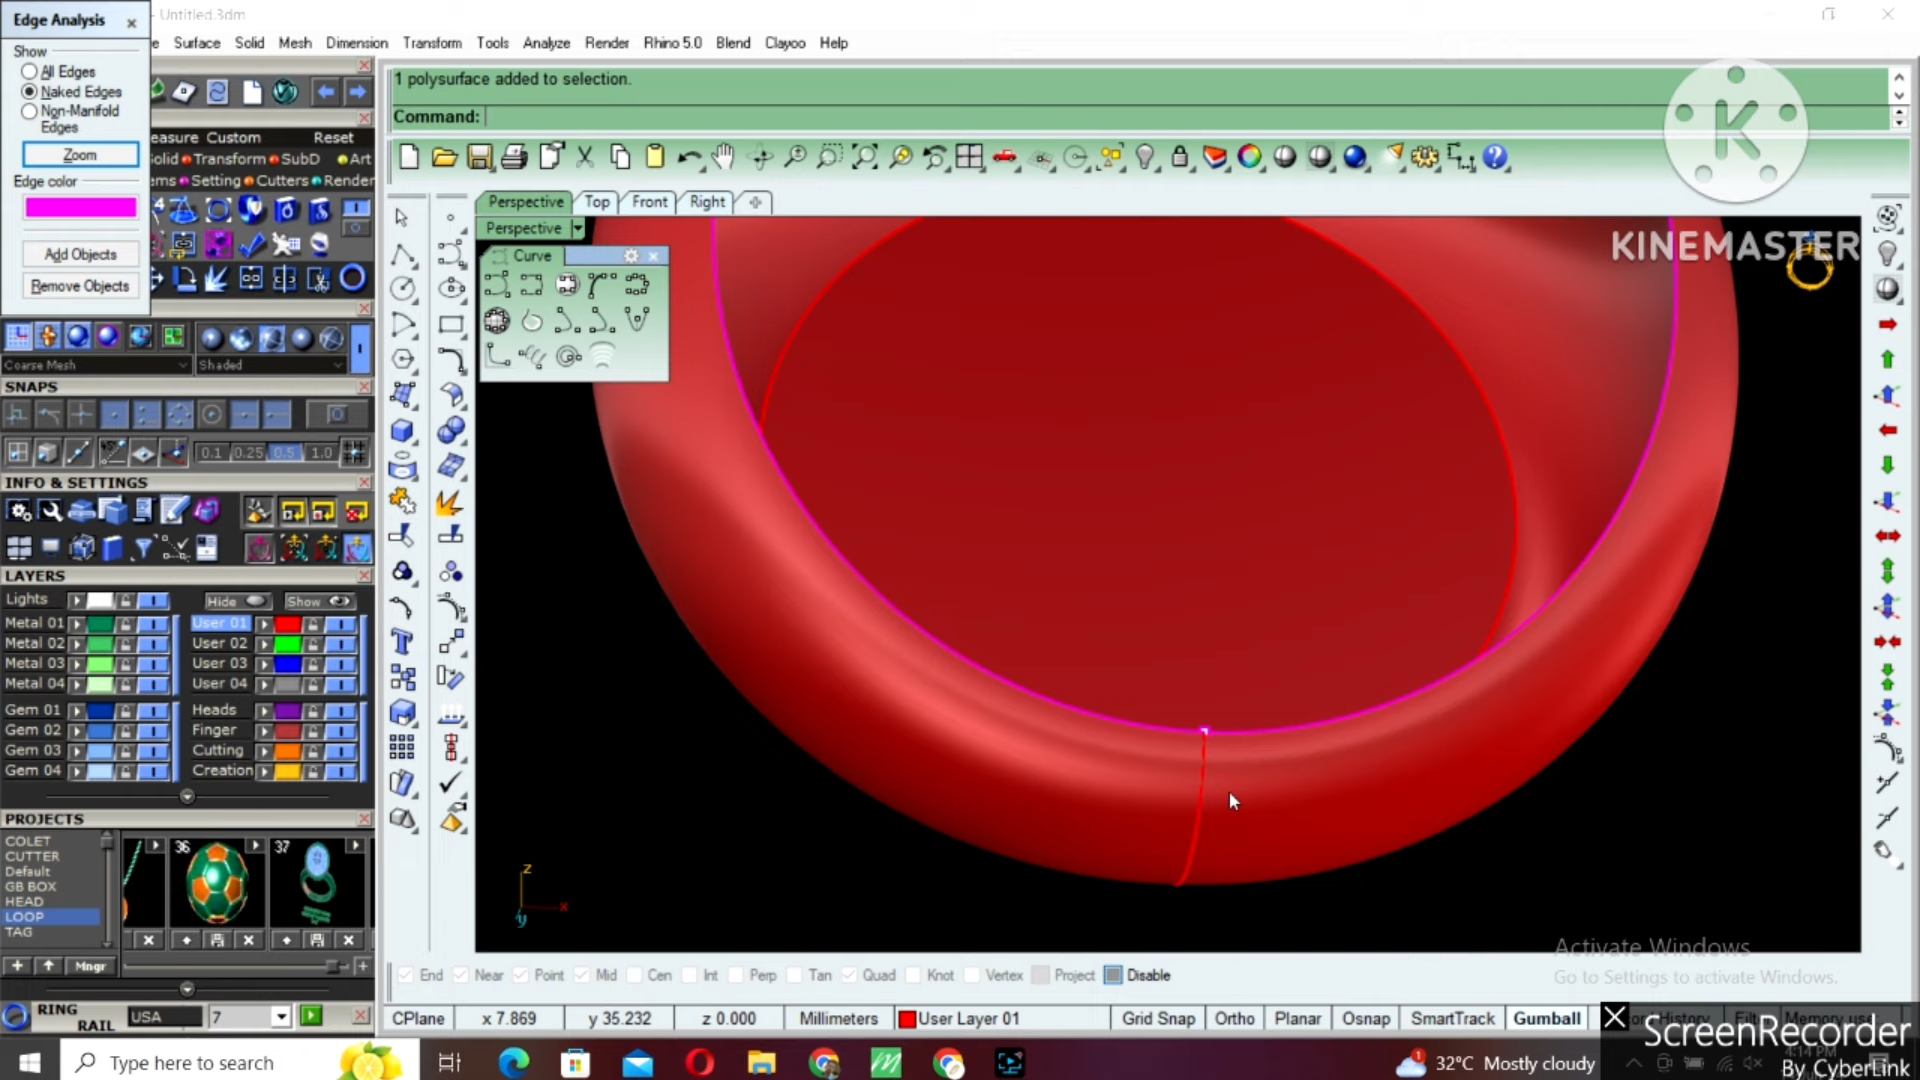 Edge Analysis
- Untitled.3dm
Show
All Edges
Naked Edges
Non-Manifold
Edges
Zoom
Edge color
Add Objects
Remove Objects
e Surface Solid Mesh Dimension Transform Tools Analyze Render Rhino 5.0 Blend Clayoo Help
1 polysurface added to selection.
Command:
easure Custom Reset
olid Transform SubD Art
ems Setting Cutters Render
Perspective Top Front Right
Perspective
Curve
KINEMASTER
K
Coarse Mesh Shaded
SNAPS
0.1 0.25 0.5 1.0
INFO & SETTINGS
LAYERS
Lights Hide Show
Metal 01 User 01
Metal 02 User 02
Metal 03 User 03
Metal 04 User 04
Gem 01 Heads
Gem 02 Finger
Gem 03 Cutting
Gem 04 Creation
PROJECTS
COLET
CUTTER
Default
GB BOX
HEAD
LOOP
TAG
36 37
Mngr
RING
RAIL
USA 7
z
x
y
Activate Windows
Go to Settings to activate Windows.
End Near Point Mid Cen Int Perp Tan Quad Knot Vertex Project Disable
CPlane x 7.869 y 35.232 z 0.000 Millimeters User Layer 01 Grid Snap Ortho Planar Osnap SmartTrack Gumball
ScreenRecorder
By CyberLink
Type here to search
1
32°C Mostly cloudy
4:14 PM